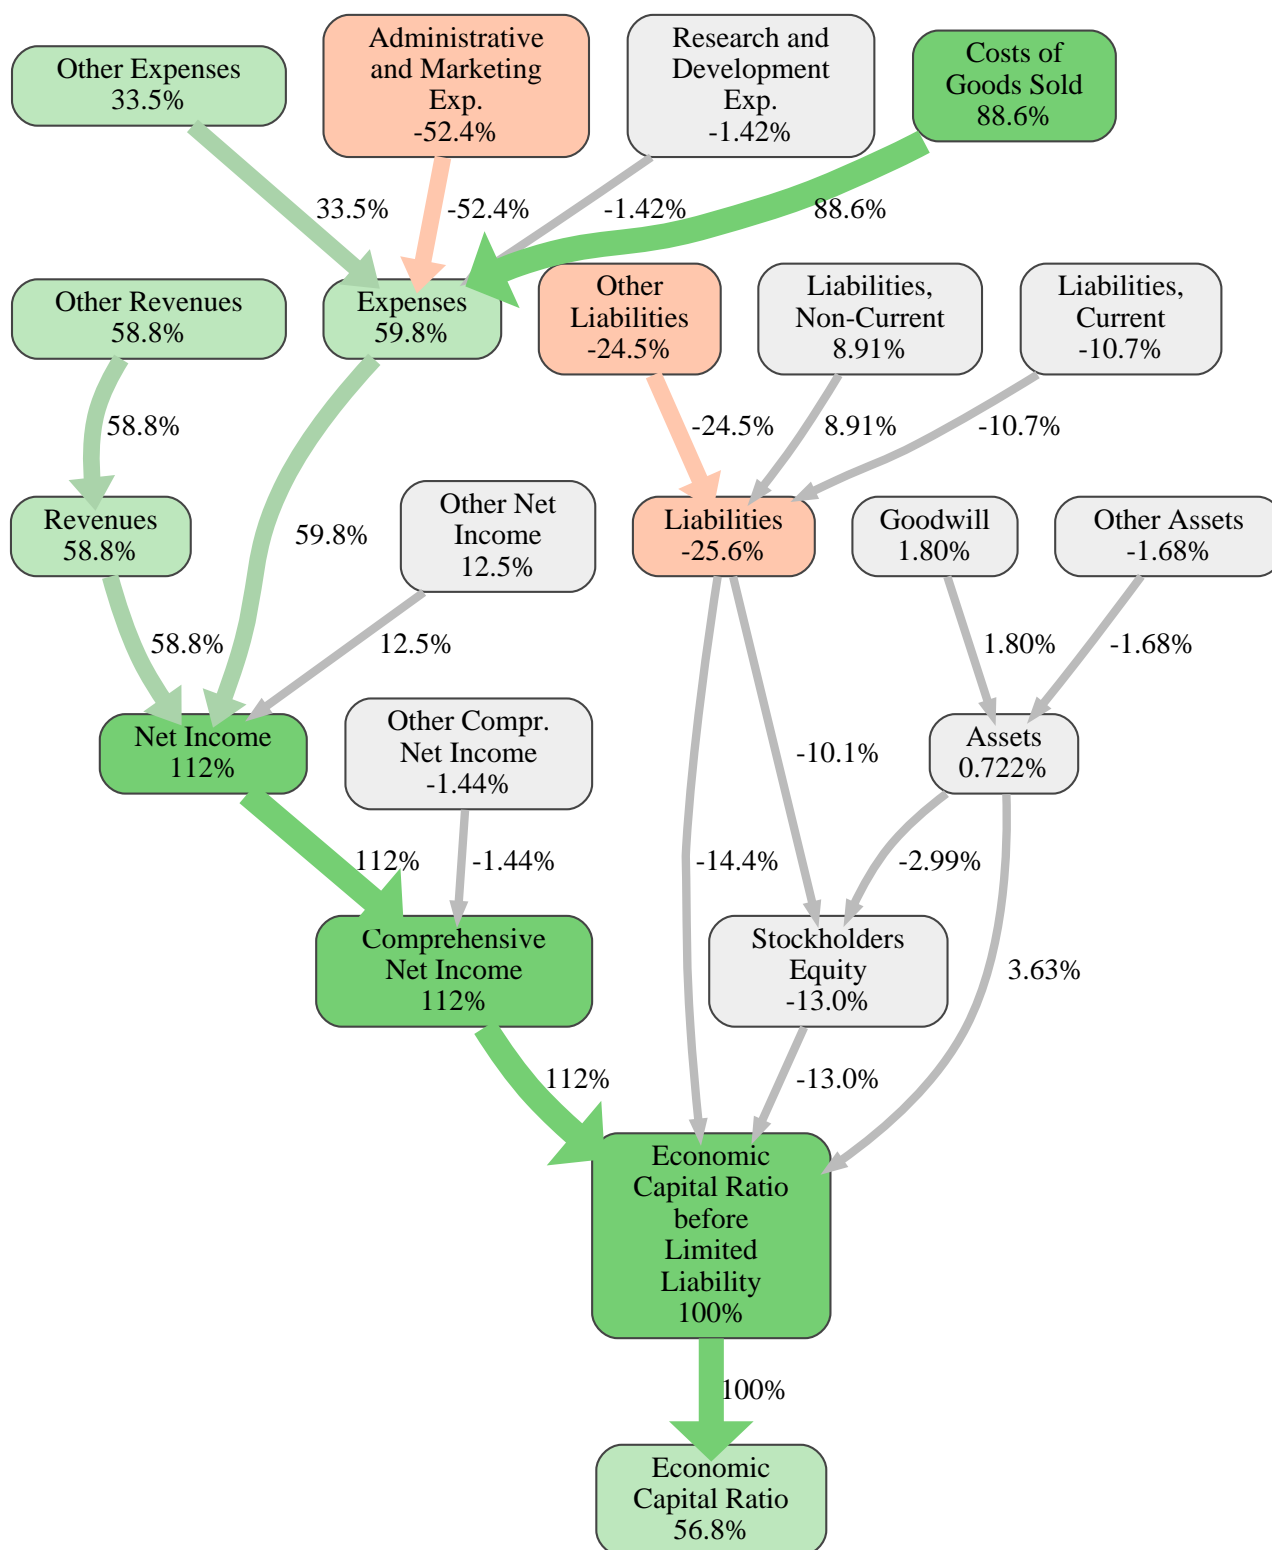 Other Expenses
33.5%
Administrative
and Marketing
Exp.
-52.4%
Research and
Development
Exp.
-1.42%
Costs of
Goods Sold
88.6%
33.5%
-52.4%
-1.42%
88.6%
Other Revenues
58.8%
Expenses
59.8%
Other
Liabilities
-24.5%
Liabilities,
Non-Current
8.91%
Liabilities,
Current
-10.7%
58.8%
-24.5%
8.91%
-10.7%
Revenues
58.8%
59.8%
Other Net
Income
12.5%
Liabilities
-25.6%
Goodwill
1.80%
Other Assets
-1.68%
58.8%
12.5%
1.80%
-1.68%
Net Income
112%
Other Compr.
Net Income
-1.44%
-10.1%
Assets
0.722%
112%
-1.44%
-14.4%
-2.99%
Comprehensive
Net Income
112%
Stockholders
Equity
-13.0%
3.63%
112%
-13.0%
Economic
Capital Ratio
before
Limited
Liability
100%
100%
Economic
Capital Ratio
56.8%